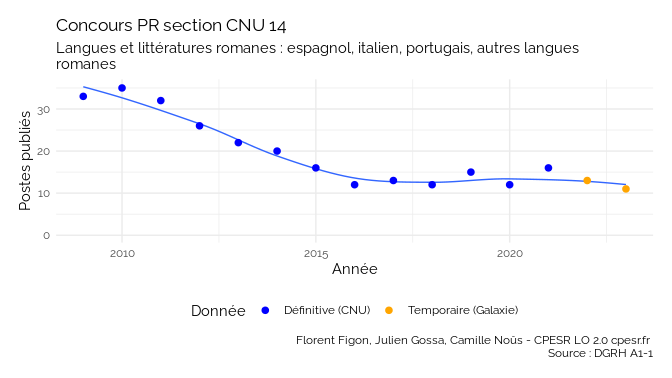 Concours PR section CNU 14
Langues et littératures romanes : espagnol, italien, portugais, autres langues
romanes
Postes publiés
30
20
10
0
2010
2015
2020
Année
Donnée
Définitive (CNU)
Temporaire (Galaxie)
Florent Figon, Julien Gossa, Camille Noûs - CPESR LO 2.0 cpesr.fr
Source : DGRH A1-1